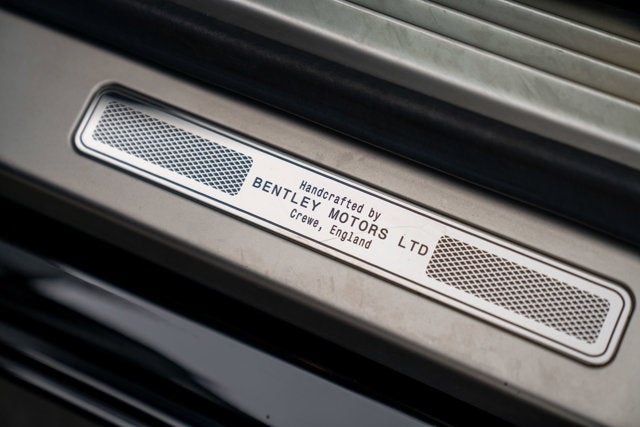 Handcrafted by
BENTLEY MOTORS LTD
Crewe, England